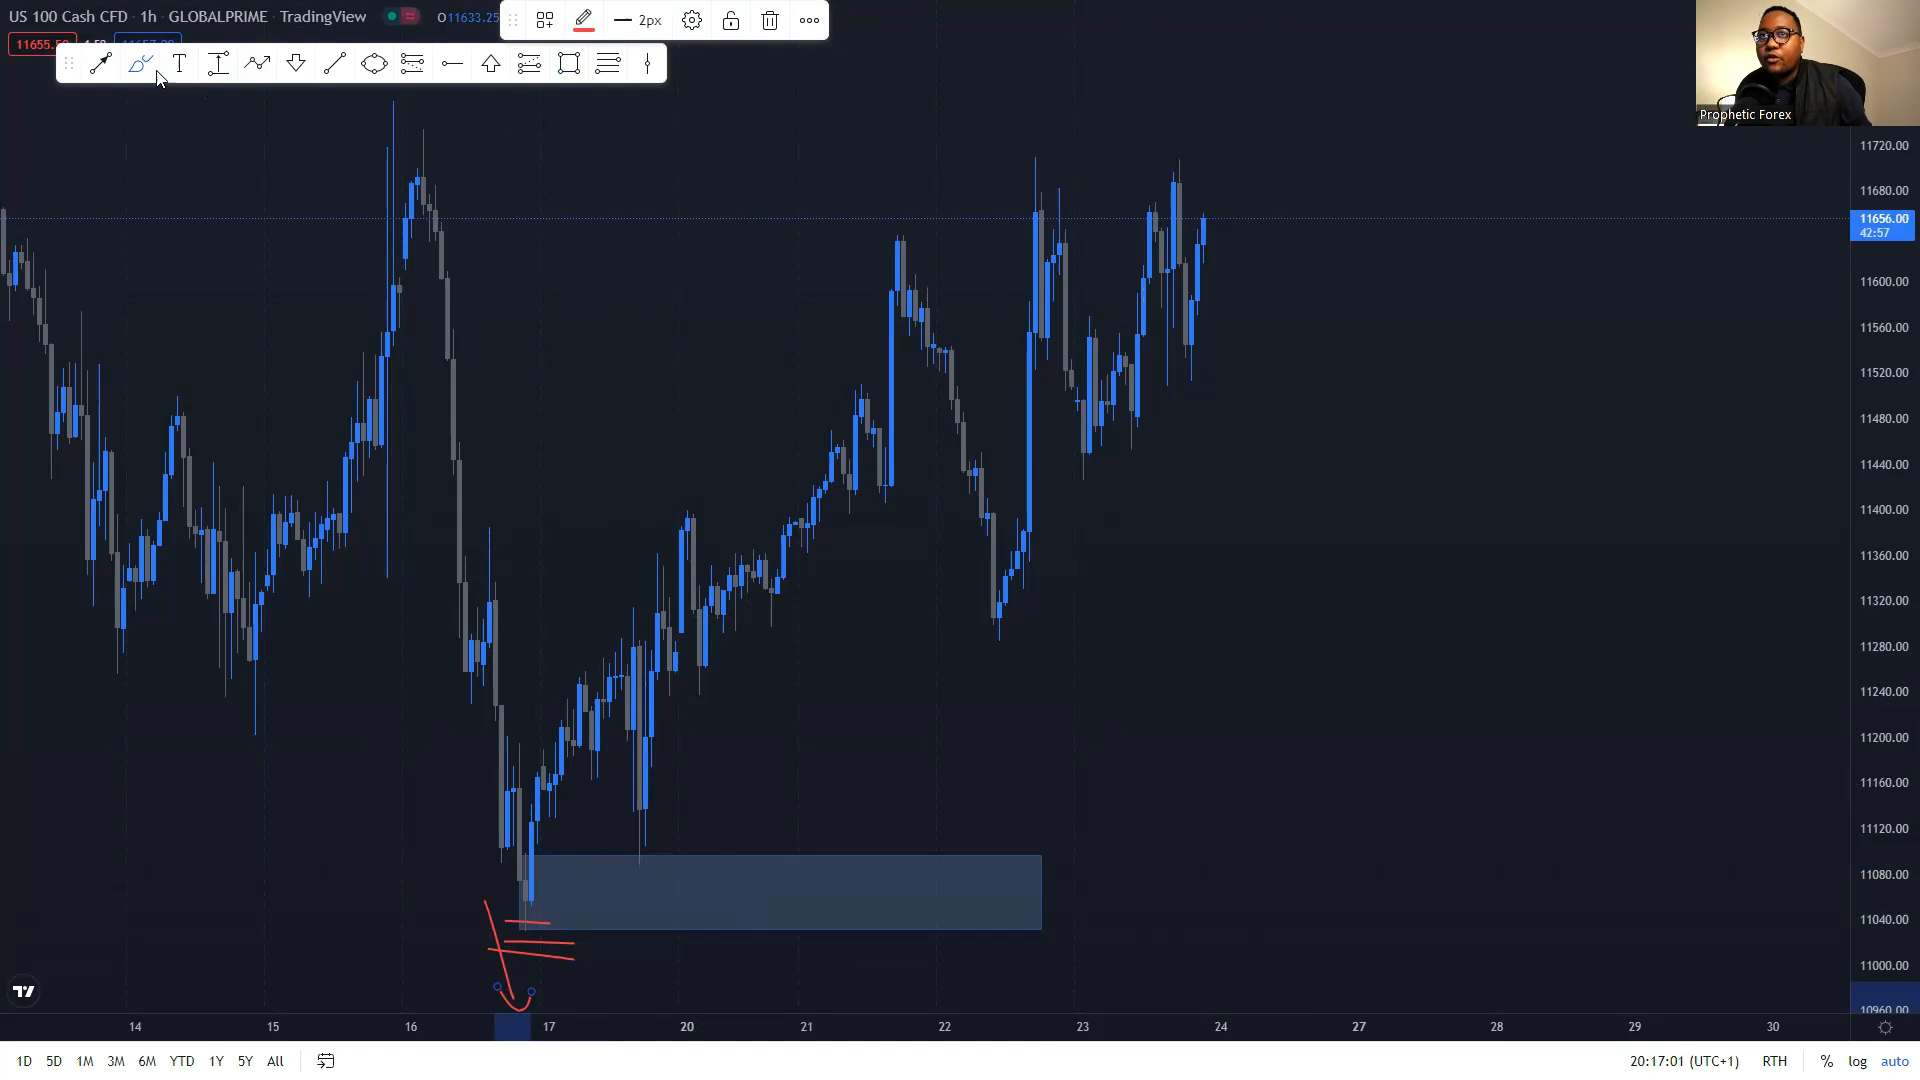 US 100 Cash CFD · 1h · GLOBALPRIME · TradingView
O11633.25
2px
T
Prophetic Forex
11720.00
11680.00
11656.00
42:57
11600.00
11560.00
11520.00
11480.00
11440.00
11400.00
11360.00
11320.00
11280.00
11240.00
11200.00
11160.00
11120.00
11080.00
11040.00
11000.00
10960.00
14 15 16 17 20 21 22 23 24 27 28 29 30
1D 5D 1M 3M 6M YTD 1Y 5Y All
20:17:01 (UTC+1) RTH % log auto